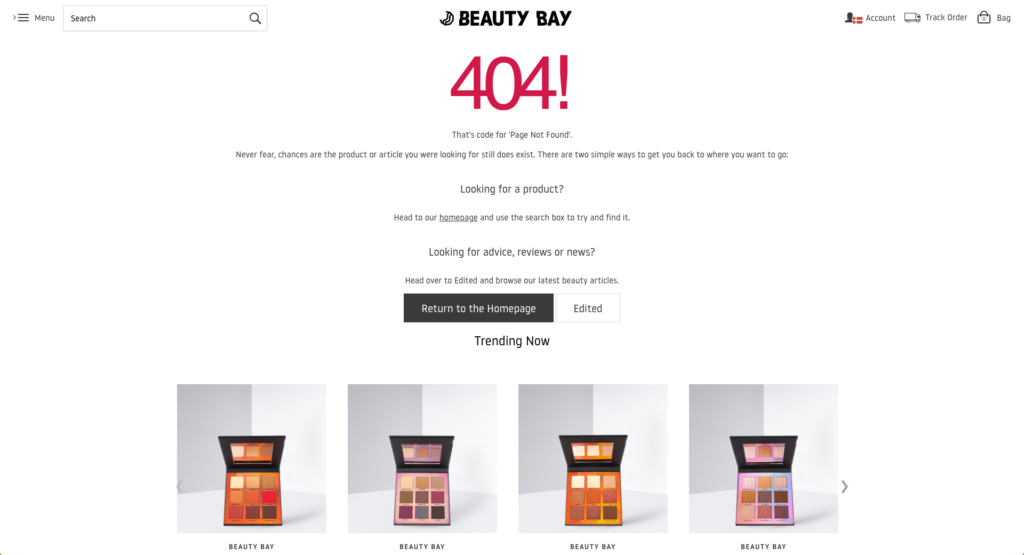 Menu
Search
BEAUTY BAY
Account
Track Order
0
Bag
404!
That's code for 'Page Not Found'.
Never fear, chances are the product or article you were looking for still does exist. There are two simple ways to get you back to where you want to go:
Looking for a product?
Head to our homepage and use the search box to try and find it.
Looking for advice, reviews or news?
Head over to Edited and browse our latest beauty articles.
Return to the Homepage
Edited
Trending Now
BEAUTY BAY
BEAUTY BAY
BEAUTY BAY
BEAUTY BAY